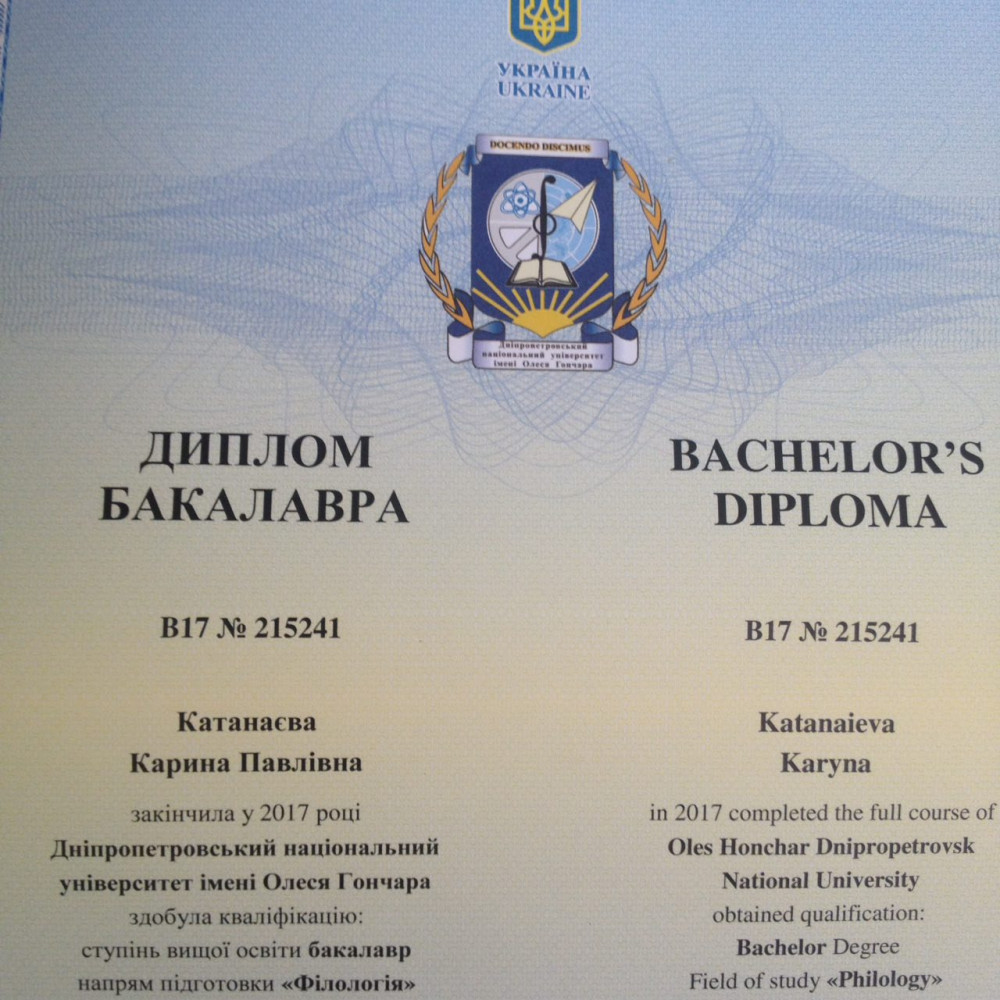 УКРАЇНА
UKRAINE
DOCENDO DISCIMUS
Дніпропетровський
національний університет
імені Олеся Гончара
ДИПЛОМ
БАКАЛАВРА
В17 № 215241
Катанаєва
Карина Павлівна
закінчила у 2017 році
Дніпропетровський національний
університет імені Олеся Гончара
здобула кваліфікацію:
ступінь вищої освіти бакалавр
напрям підготовки «Філологія»
BACHELOR’S
DIPLOMA
B17 № 215241
Katanaieva
Karyna
in 2017 completed the full course of
Oles Honchar Dnipropetrovsk
National University
obtained qualification:
Bachelor Degree
Field of study «Philology»